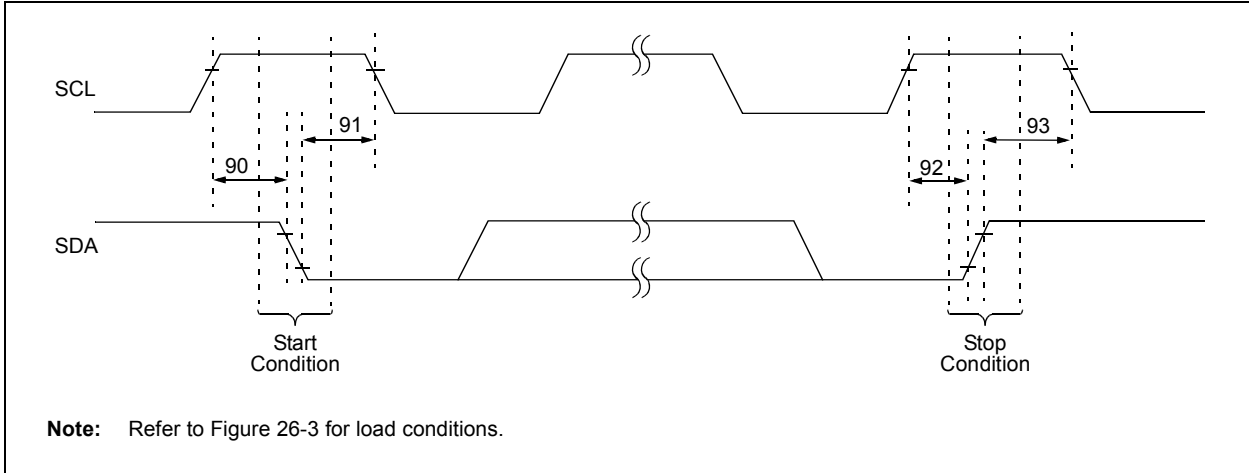 SCL
91
93
90
92
SDA
Start
Condition
Stop
Condition
Note: Refer to Figure 26-3 for load conditions.